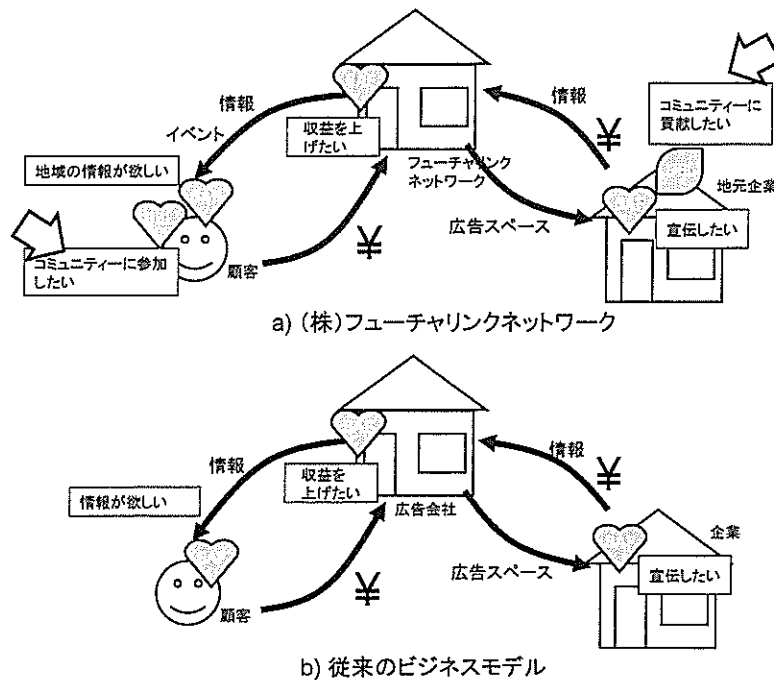 情報
イベント
収益を上
げたい
情報
¥
コミュニティーに
貢献したい
地域の情報が欲しい
フューチャリンク
ネットワーク
地元企業
広告スペース
宣伝したい
コミュニティーに参加
したい
顧客
¥
a) (株)フューチャリンクネットワーク
情報
収益を
上げたい
情報
¥
情報が欲しい
広告会社
企業
広告スペース
宣伝したい
¥
顧客
b) 従来のビジネスモデル